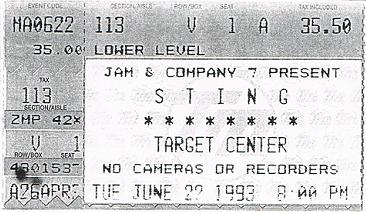 EVENT CODE SECTION/AISLE ROW/BOX SEAT TAX INCLUDED
MA0622 113 V 1 A 35.50
35.00 LOWER LEVEL
TAX
113
SECTION/AISLE
JAM & COMPANY 7 PRESENT
S T I N G
* * * * * * * *
2MP 42×
TARGET CENTER
V 1
ROW/BOX SEAT
NO CAMERAS OR RECORDERS
A26APR TUE JUNE 22 1993 8:00 PM